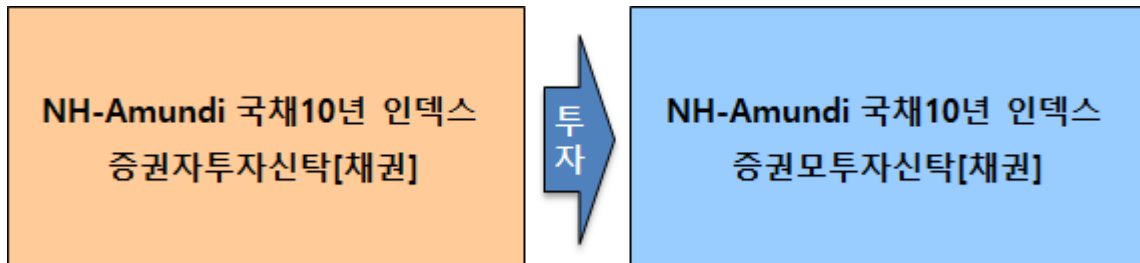 NH-Amundi 국채10년 인덱스
증권자투자신탁[채권]
투
자
NH-Amundi 국채10년 인덱스
증권모투자신탁[채권]